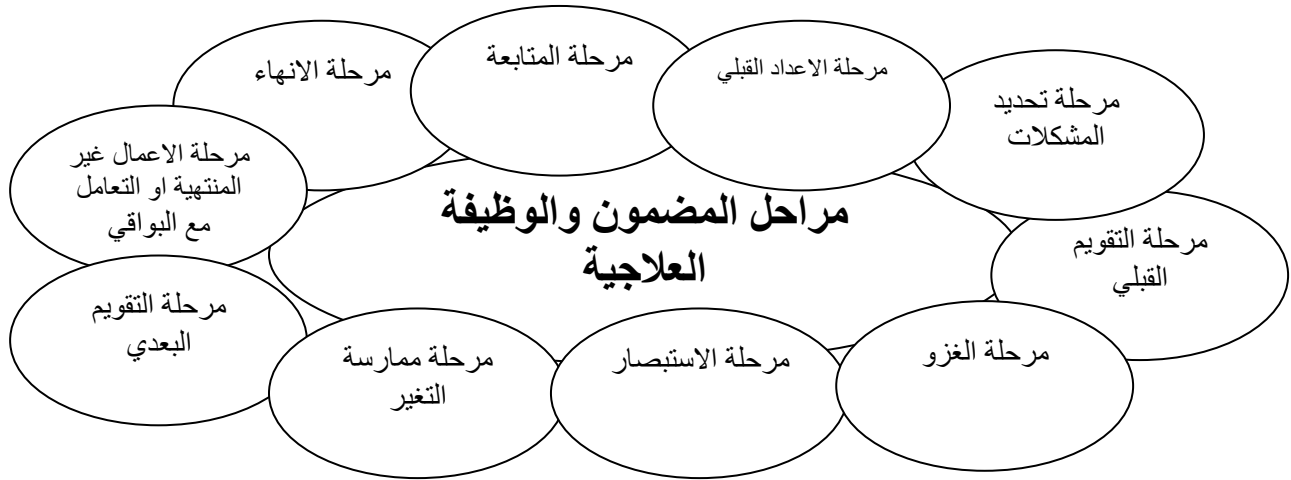 مراحل المضمون والوظيفة
العلاجية
مرحلة الاعداد القبلي
مرحلة تحديد
المشكلات
مرحلة التقويم
القبلي
مرحلة الغزو
مرحلة الاستبصار
مرحلة ممارسة
التغير
مرحلة التقويم
البعدي
مرحلة الاعمال غير
المنتهية او التعامل
مع البواقي
مرحلة الانهاء
مرحلة المتابعة